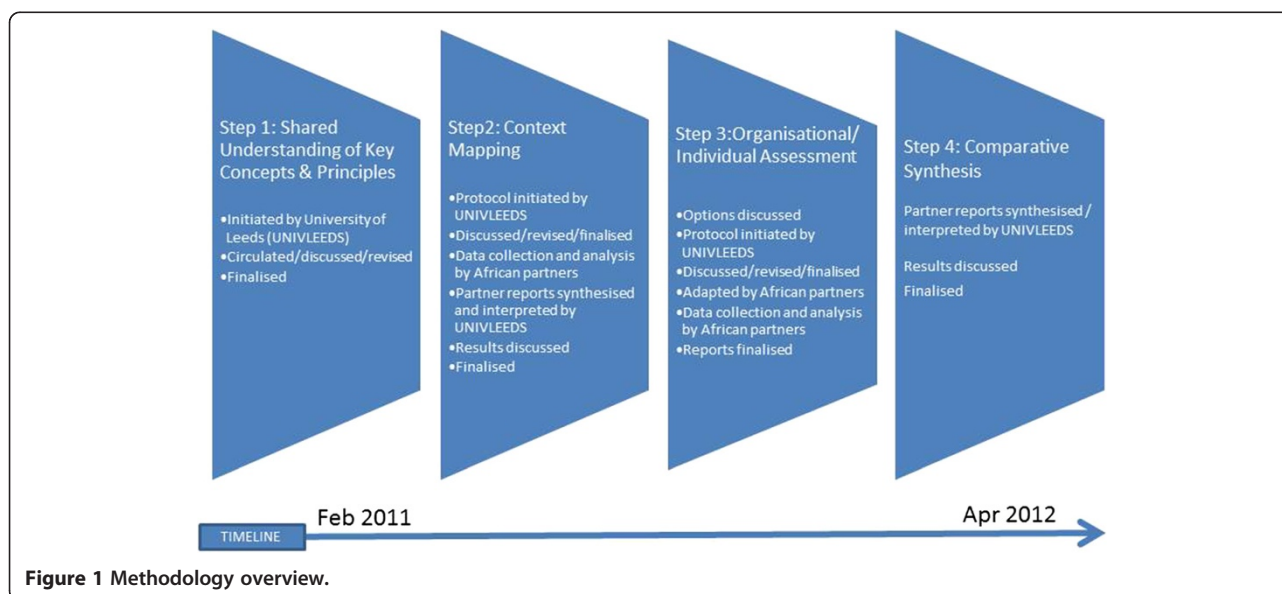 Step 1: Shared
Understanding of Key
Concepts & Principles
•Initiated by University of
Leeds (UNIVLEEDS)
•Circulated/discussed/revised
•Finalised
Step2: Context
Mapping
•Protocol initiated by
UNIVLEEDS
•Discussed/revised/finalised
•Data collection and analysis
by African partners
•Partner reports synthesised
and interpreted by
UNIVLEEDS
•Results discussed
•Finalised
Step 3:Organisational/
Individual Assessment
•Options discussed
•Protocol initiated by
UNIVLEEDS
•Discussed/revised/finalised
•Adapted by African partners
•Data collection and analysis
by African partners
•Reports finalised
Step 4: Comparative
Synthesis
Partner reports synthesised /
interpreted by UNIVLEEDS
Results discussed
Finalised
TIMELINE
Feb 2011
Apr 2012
Figure 1 Methodology overview.